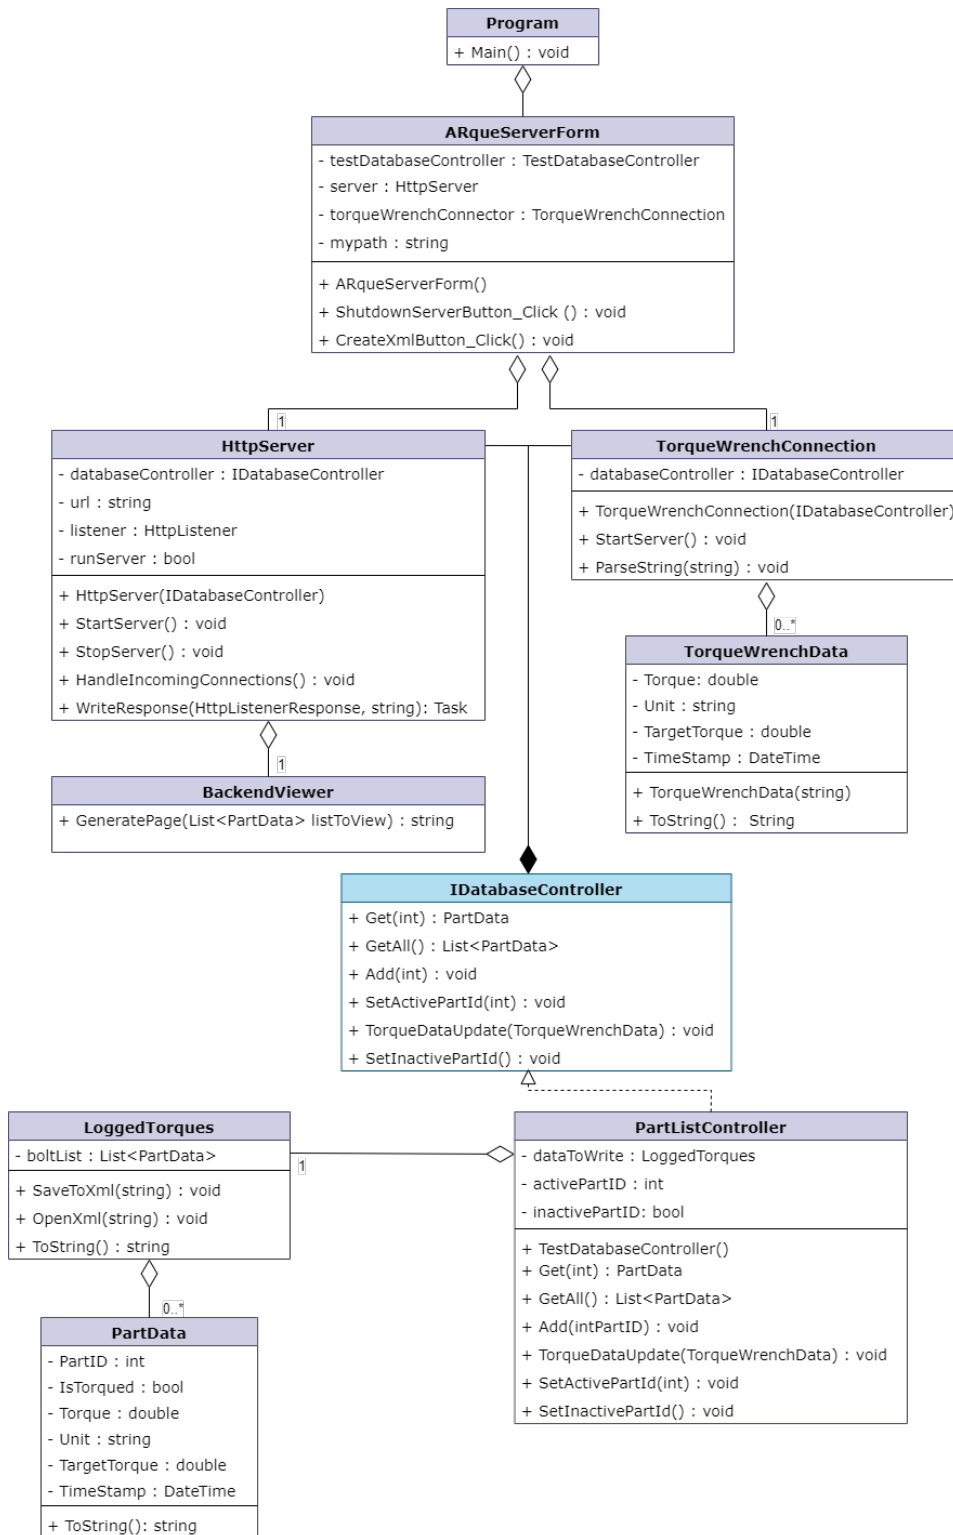 Program
+ Main() : void
ARqueServerForm
- testDatabaseController : TestDatabaseController
- server : HttpServer
- torqueWrenchConnector : TorqueWrenchConnection
- mypath : string
+ ARqueServerForm()
+ ShutdownServerButton_Click () : void
+ CreateXmlButton_Click() : void
1
1
HttpServer
- databaseController : IDatabaseController
- url : string
- listener : HttpListener
- runServer : bool
+ HttpServer(IDatabaseController)
+ StartServer() : void
+ StopServer() : void
+ HandleIncomingConnections() : void
+ WriteResponse(HttpListenerResponse, string): Task
TorqueWrenchConnection
- databaseController : IDatabaseController
+ TorqueWrenchConnection(IDatabaseController)
+ StartServer() : void
+ ParseString(string) : void
0..*
TorqueWrenchData
- Torque: double
- Unit : string
- TargetTorque : double
- TimeStamp : DateTime
+ TorqueWrenchData(string)
+ ToString() : String
1
BackendViewer
+ GeneratePage(List<PartData> listToView) : string
IDatabaseController
+ Get(int) : PartData
+ GetAll() : List<PartData>
+ Add(int) : void
+ SetActivePartId(int) : void
+ TorqueDataUpdate(TorqueWrenchData) : void
+ SetInactivePartId() : void
LoggedTorques
- boltList : List<PartData>
+ SaveToXml(string) : void
+ OpenXml(string) : void
+ ToString() : string
1
PartListController
- dataToWrite : LoggedTorques
- activePartID : int
- inactivePartID: bool
+ TestDatabaseController()
+ Get(int) : PartData
+ GetAll() : List<PartData>
+ Add(intPartID) : void
+ TorqueDataUpdate(TorqueWrenchData) : void
+ SetActivePartId(int) : void
+ SetInactivePartId() : void
0..*
PartData
- PartID : int
- IsTorqued : bool
- Torque : double
- Unit : string
- TargetTorque : double
- TimeStamp : DateTime
+ ToString(): string